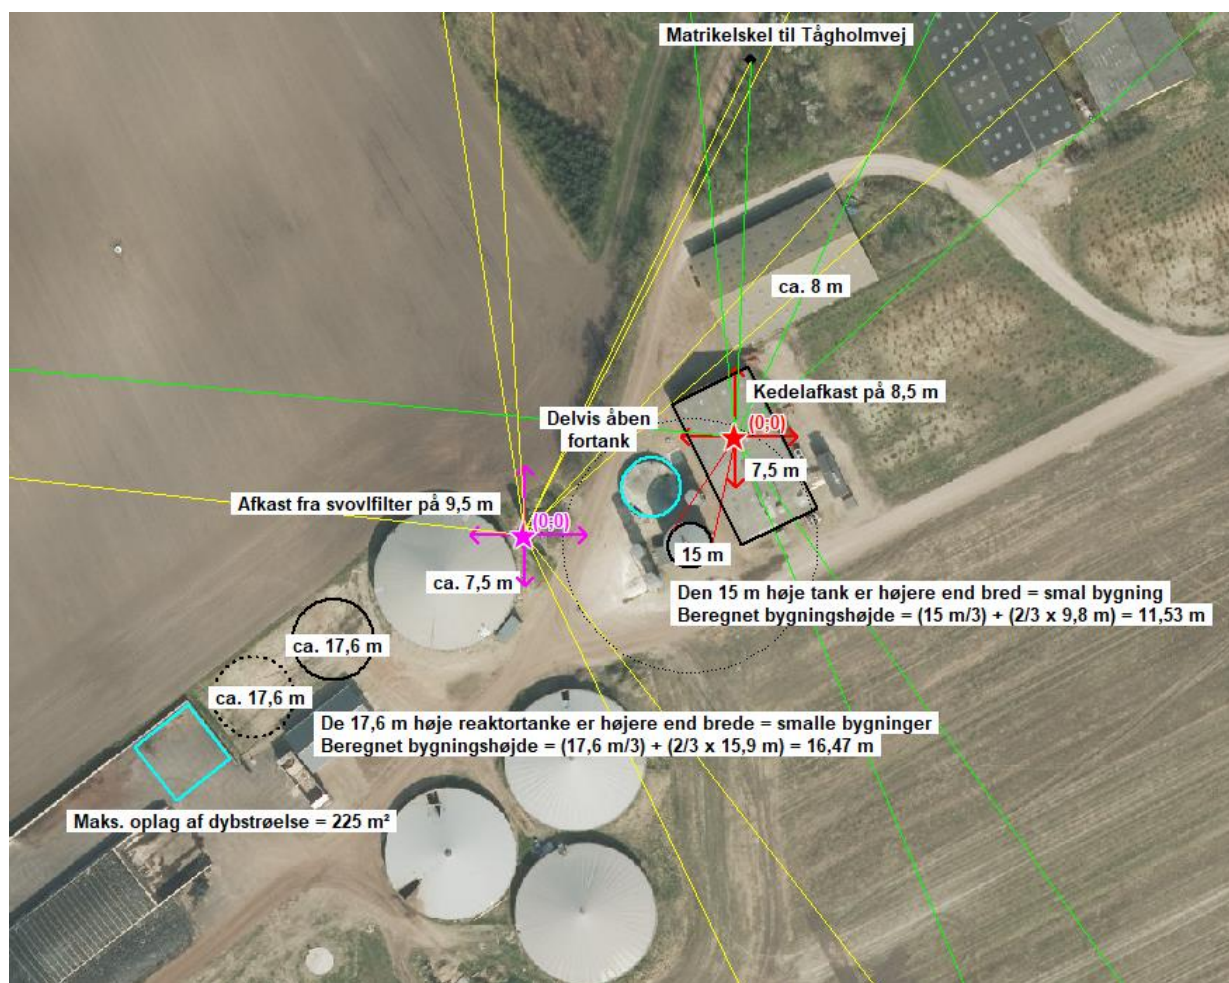 Matrikelskel til Tågholmvej
ca. 8 m
Kedelafkast på 8,5 m
Delvis åben
fortank
(0;0)
7,5 m
Afkast fra svovlfilter på 9,5 m
(0;0)
15 m
ca. 7,5 m
Den 15 m høje tank er højere end bred = smal bygning
Beregnet bygningshøjde = (15 m/3) + (2/3 x 9,8 m) = 11,53 m
ca. 17,6 m
ca. 17,6 m
De 17,6 m høje reaktortanke er højere end brede = smalle bygninger
Beregnet bygningshøjde = (17,6 m/3) + (2/3 x 15,9 m) = 16,47 m
Maks. oplag af dybstrøelse = 225 m²